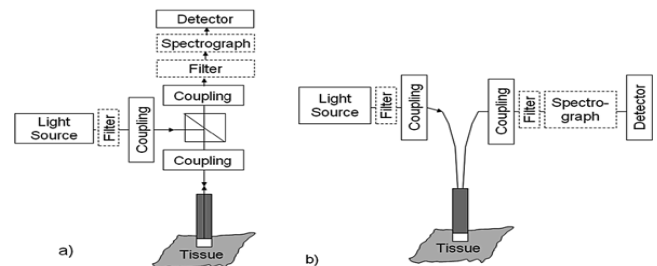 Detector
Spectrograph
Filter
Coupling
Light
Source
Filter
Coupling
Coupling
Tissue
a)
Light
Source
Filter
Coupling
Coupling
Filter
Spectro-
graph
Detector
Tissue
b)